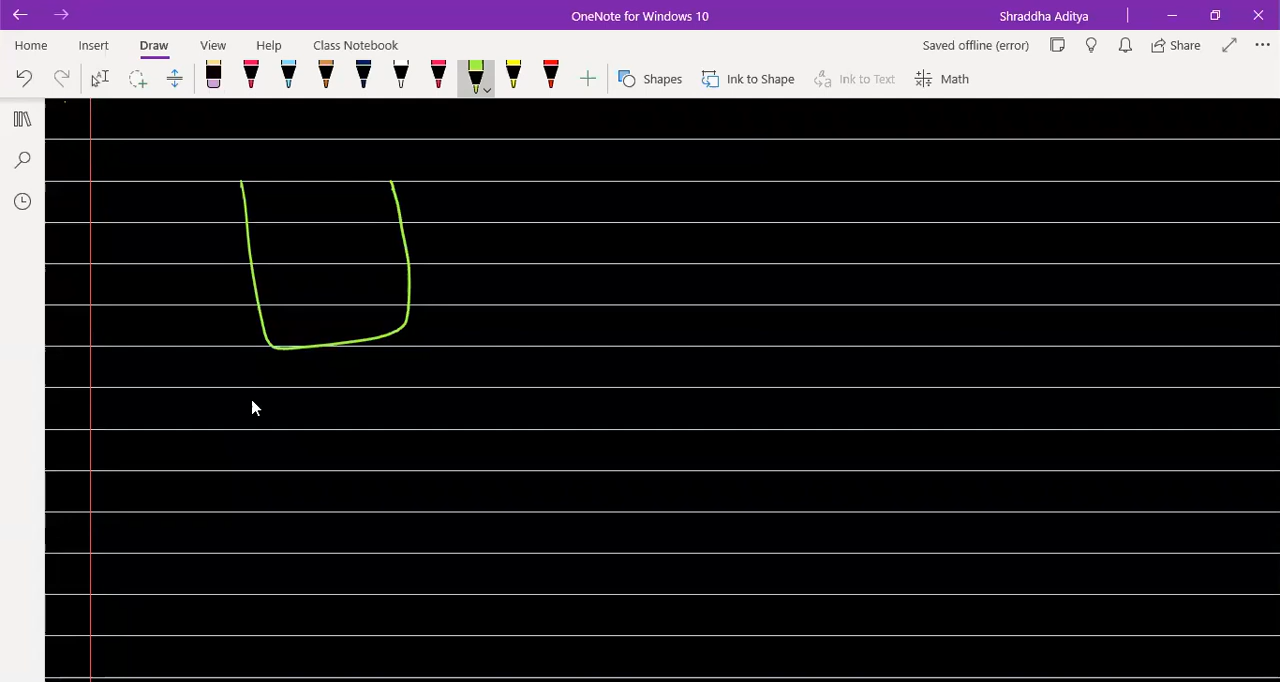 OneNote for Windows 10
Shraddha Aditya
Home Insert Draw View Help Class Notebook
Saved offline (error)
Share
Shapes
Ink to Shape
Ink to Text
Math